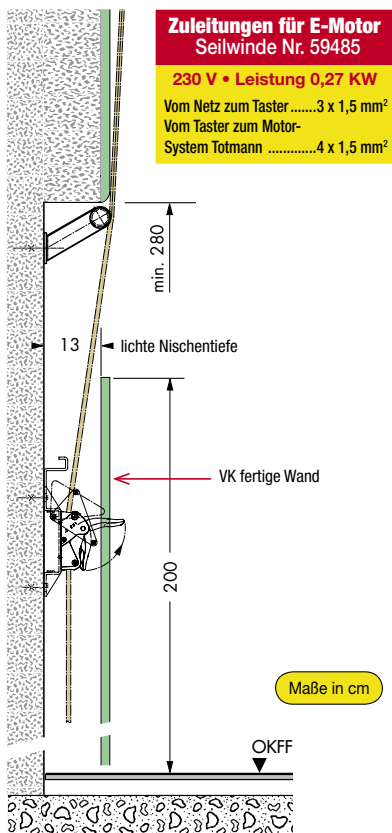 Zuleitungen für E-Motor
Seilwinde Nr. 59485
230 V • Leistung 0,27 KW
Vom Netz zum Taster.......3 x 1,5 mm²
Vom Taster zum Motor-
System Totmann .............4 x 1,5 mm²
min. 280
13
lichte Nischentiefe
VK fertige Wand
200
Maße in cm
OKFF